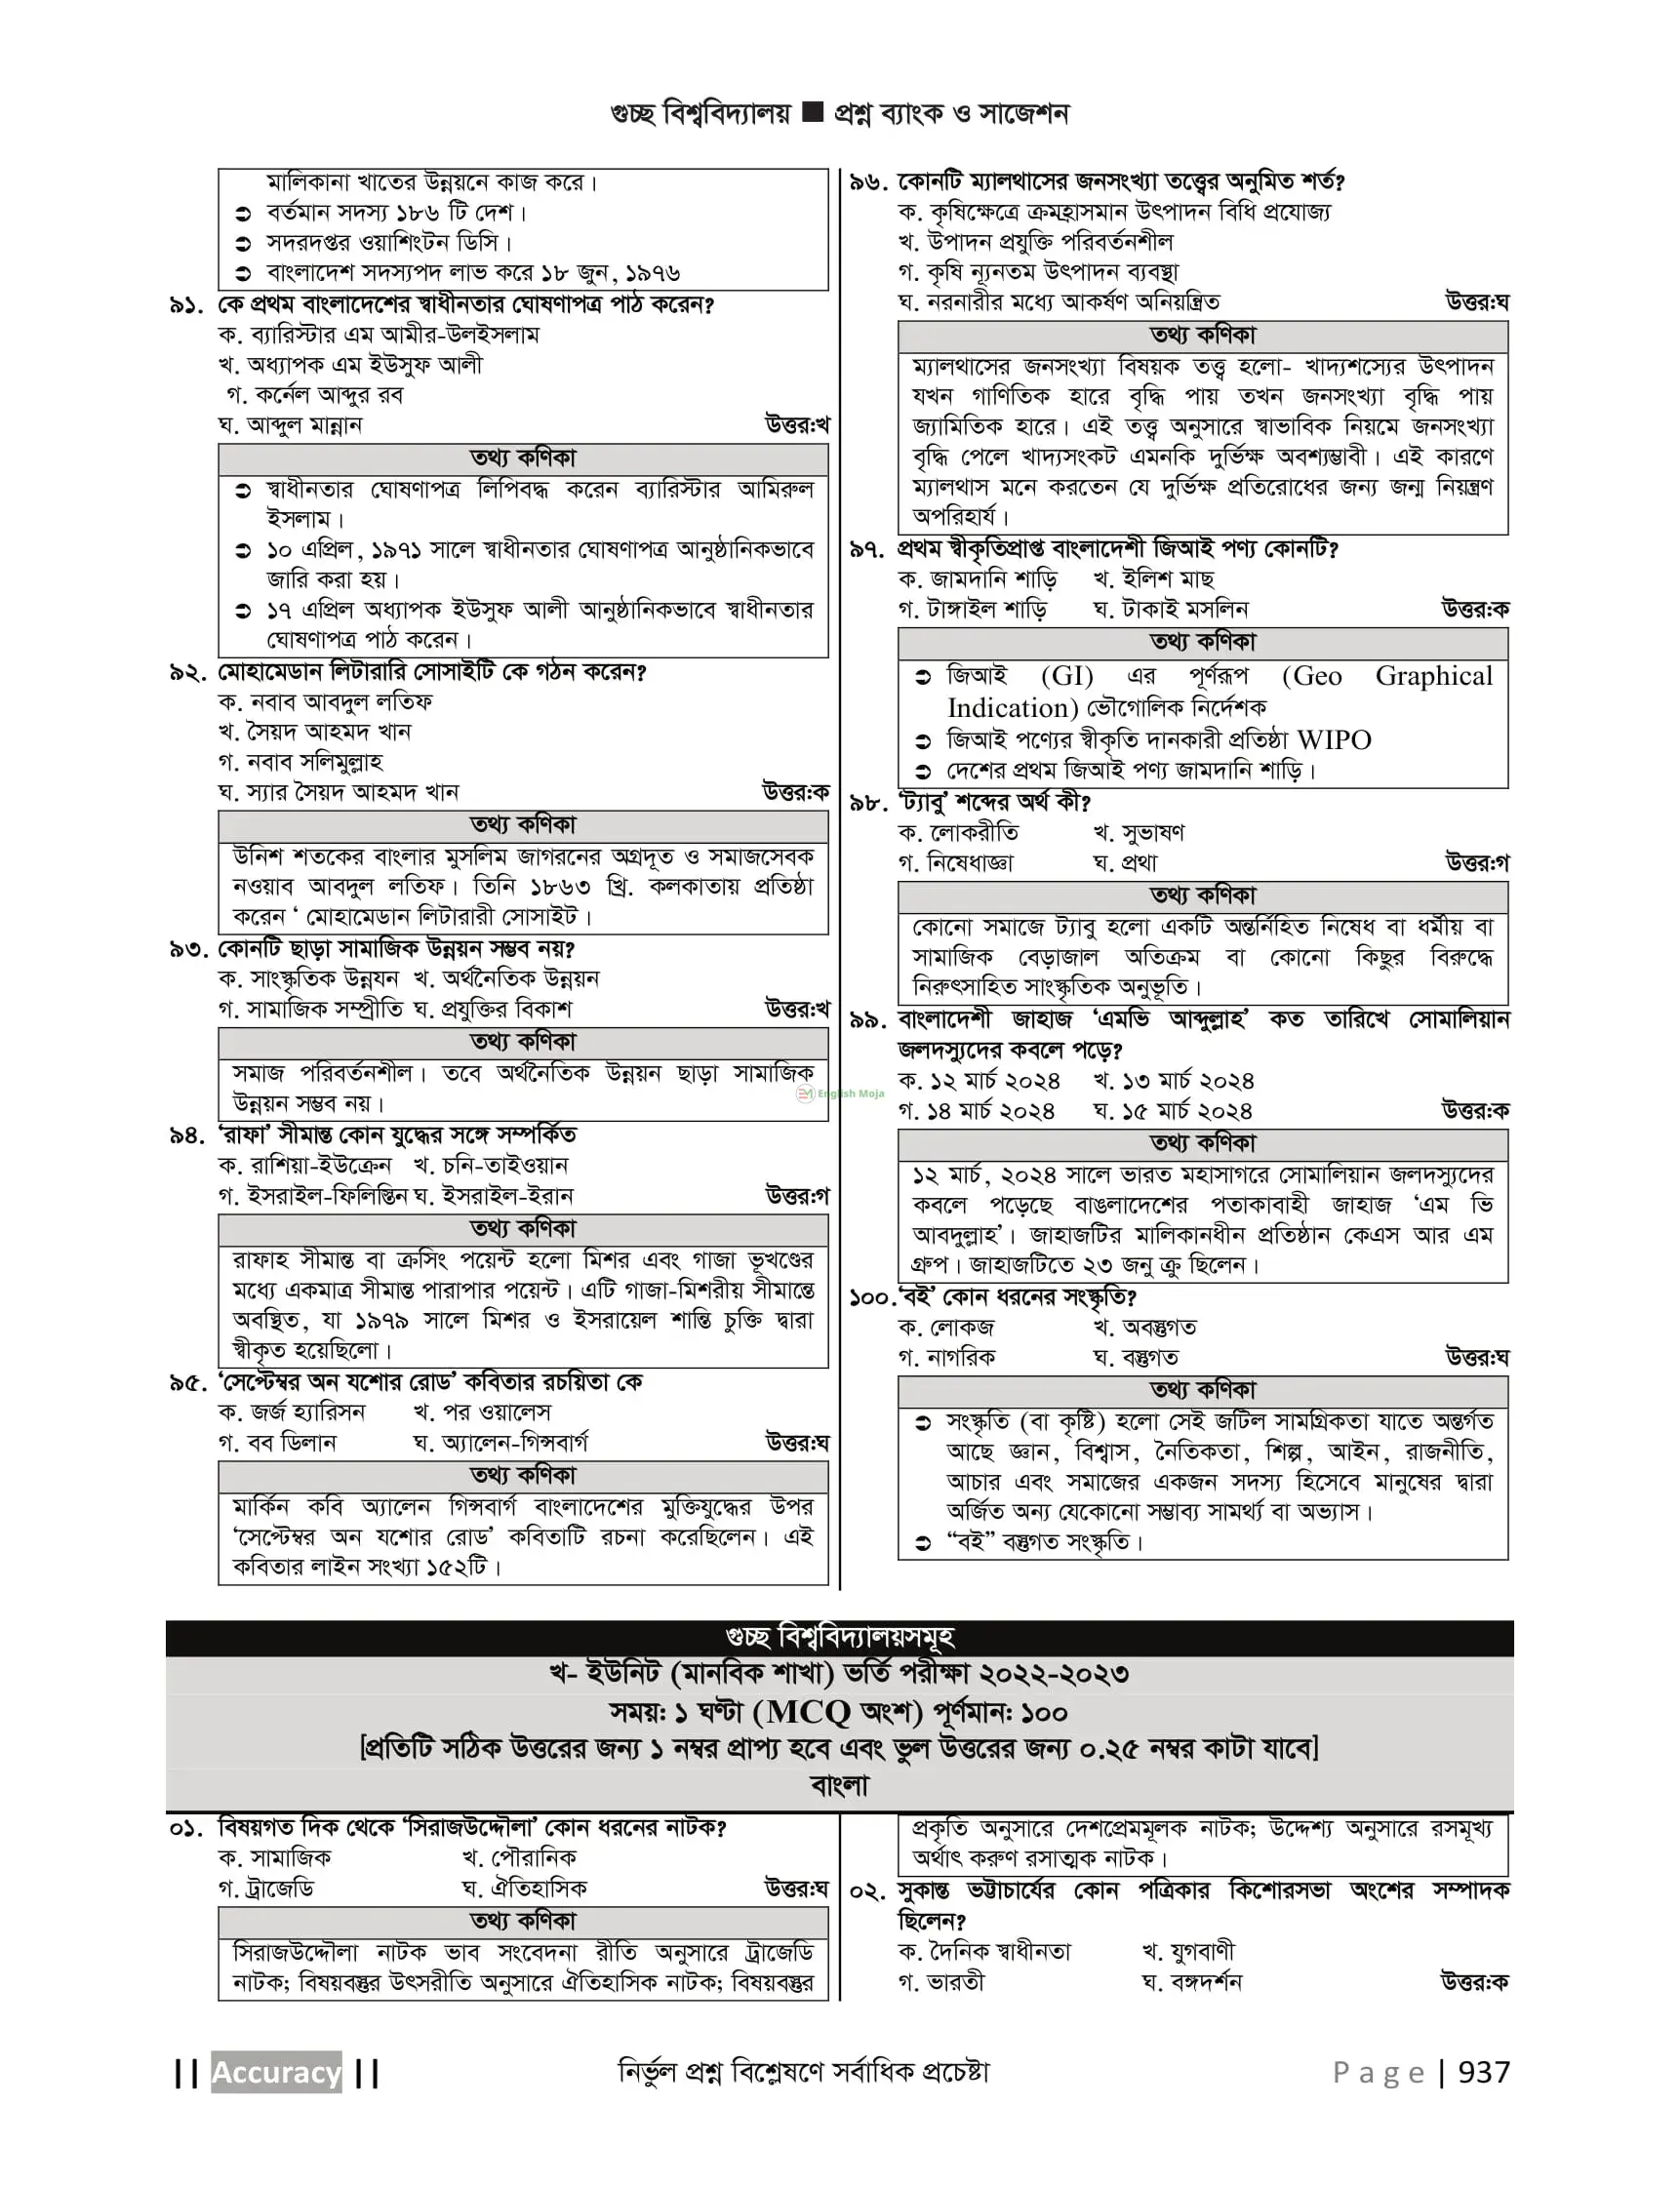 গুচ্ছ বিশ্ববিদ্যালয় ■ প্রশ্ন ব্যাংক ও সাজেশন
মালিকানা খাতের উন্নয়নে কাজ করে।
➲ বর্তমান সদস্য ১৮৬ টি দেশ।
➲ সদরদপ্তর ওয়াশিংটন ডিসি।
➲ বাংলাদেশ সদস্যপদ লাভ করে ১৮ জুন, ১৯৭৬
৯১. কে প্রথম বাংলাদেশের স্বাধীনতার ঘোষণাপত্র পাঠ করেন?
ক. ব্যারিস্টার এম আমীর-উলইসলাম
খ. অধ্যাপক এম ইউসুফ আলী
গ. কর্নেল আব্দুর রব
ঘ. আব্দুল মান্নান উত্তর:খ
তথ্য কণিকা
➲ স্বাধীনতার ঘোষণাপত্র লিপিবদ্ধ করেন ব্যারিস্টার আমিরুল
ইসলাম।
➲ ১০ এপ্রিল, ১৯৭১ সালে স্বাধীনতার ঘোষণাপত্র আনুষ্ঠানিকভাবে
জারি করা হয়।
➲ ১৭ এপ্রিল অধ্যাপক ইউসুফ আলী আনুষ্ঠানিকভাবে স্বাধীনতার
ঘোষণাপত্র পাঠ করেন।
৯২. মোহামেডান লিটারারি সোসাইটি কে গঠন করেন?
ক. নবাব আবদুল লতিফ
খ. সৈয়দ আহমদ খান
গ. নবাব সলিমুল্লাহ
ঘ. স্যার সৈয়দ আহমদ খান উত্তর:ক
তথ্য কণিকা
উনিশ শতকের বাংলার মুসলিম জাগরনের অগ্রদূত ও সমাজসেবক
নওয়াব আবদুল লতিফ। তিনি ১৮৬৩ খ্রি. কলকাতায় প্রতিষ্ঠা
করেন ‘ মোহামেডান লিটারারী সোসাইট।
৯৩. কোনটি ছাড়া সামাজিক উন্নয়ন সম্ভব নয়?
ক. সাংস্কৃতিক উন্নযন খ. অর্থনৈতিক উন্নয়ন
গ. সামাজিক সম্প্রীতি ঘ. প্রযুক্তির বিকাশ উত্তর:খ
তথ্য কণিকা
সমাজ পরিবর্তনশীল। তবে অর্থনৈতিক উন্নয়ন ছাড়া সামাজিক
উন্নয়ন সম্ভব নয়।
৯৪. ‘রাফা’ সীমান্ত কোন যুদ্ধের সঙ্গে সম্পর্কিত
ক. রাশিয়া-ইউক্রেন খ. চনি-তাইওয়ান
গ. ইসরাইল-ফিলিস্তিন ঘ. ইসরাইল-ইরান উত্তর:গ
তথ্য কণিকা
রাফাহ সীমান্ত বা ক্রসিং পয়েন্ট হলো মিশর এবং গাজা ভূখণ্ডের
মধ্যে একমাত্র সীমান্ত পারাপার পয়েন্ট। এটি গাজা-মিশরীয় সীমান্তে
অবস্থিত, যা ১৯৭৯ সালে মিশর ও ইসরায়েল শান্তি চুক্তি দ্বারা
স্বীকৃত হয়েছিলো।
৯৫. ‘সেপ্টেম্বর অন যশোর রোড’ কবিতার রচয়িতা কে
ক. জর্জ হ্যারিসন খ. পর ওয়ালেস
গ. বব ডিলান ঘ. অ্যালেন-গিন্সবার্গ উত্তর:ঘ
তথ্য কণিকা
মার্কিন কবি অ্যালেন গিন্সবার্গ বাংলাদেশের মুক্তিযুদ্ধের উপর
‘সেপ্টেম্বর অন যশোর রোড’ কবিতাটি রচনা করেছিলেন। এই
কবিতার লাইন সংখ্যা ১৫২টি।
৯৬. কোনটি ম্যালথাসের জনসংখ্যা তত্ত্বের অনুমিত শর্ত?
ক. কৃষিক্ষেত্রে ক্রমহ্রাসমান উৎপাদন বিধি প্রযোজ্য
খ. উপাদন প্রযুক্তি পরিবর্তনশীল
গ. কৃষি ন্যূনতম উৎপাদন ব্যবস্থা
ঘ. নরনারীর মধ্যে আকর্ষণ অনিয়ন্ত্রিত উত্তর:ঘ
তথ্য কণিকা
ম্যালথাসের জনসংখ্যা বিষয়ক তত্ত্ব হলো- খাদ্যশস্যের উৎপাদন
যখন গাণিতিক হারে বৃদ্ধি পায় তখন জনসংখ্যা বৃদ্ধি পায়
জ্যামিতিক হারে। এই তত্ত্ব অনুসারে স্বাভাবিক নিয়মে জনসংখ্যা
বৃদ্ধি পেলে খাদ্যসংকট এমনকি দুর্ভিক্ষ অবশ্যম্ভাবী। এই কারণে
ম্যালথাস মনে করতেন যে দুর্ভিক্ষ প্রতিরোধের জন্য জন্ম নিয়ন্ত্রণ
অপরিহার্য।
৯৭. প্রথম স্বীকৃতিপ্রাপ্ত বাংলাদেশী জিআই পণ্য কোনটি?
ক. জামদানি শাড়ি খ. ইলিশ মাছ
গ. টাঙ্গাইল শাড়ি ঘ. টাকাই মসলিন উত্তর:ক
তথ্য কণিকা
➲ জিআই (GI) এর পূর্ণরূপ (Geo Graphical
Indication) ভৌগোলিক নির্দেশক
➲ জিআই পণ্যের স্বীকৃতি দানকারী প্রতিষ্ঠা WIPO
➲ দেশের প্রথম জিআই পণ্য জামদানি শাড়ি।
৯৮. ‘ট্যাবু’ শব্দের অর্থ কী?
ক. লোকরীতি খ. সুভাষণ
গ. নিষেধাজ্ঞা ঘ. প্রথা উত্তর:গ
তথ্য কণিকা
কোনো সমাজে ট্যাবু হলো একটি অন্তর্নিহিত নিষেধ বা ধর্মীয় বা
সামাজিক বেড়াজাল অতিক্রম বা কোনো কিছুর বিরুদ্ধে
নিরুৎসাহিত সাংস্কৃতিক অনুভূতি।
৯৯. বাংলাদেশী জাহাজ ‘এমভি আব্দুল্লাহ’ কত তারিখে সোমালিয়ান
জলদস্যুদের কবলে পড়ে?
ক. ১২ মার্চ ২০২৪ খ. ১৩ মার্চ ২০২৪
গ. ১৪ মার্চ ২০২৪ ঘ. ১৫ মার্চ ২০২৪ উত্তর:ক
তথ্য কণিকা
১২ মার্চ, ২০২৪ সালে ভারত মহাসাগরে সোমালিয়ান জলদস্যুদের
কবলে পড়েছে বাঙলাদেশের পতাকাবাহী জাহাজ ‘এম ভি
আবদুল্লাহ’। জাহাজটির মালিকানধীন প্রতিষ্ঠান কেএস আর এম
গ্রুপ। জাহাজটিতে ২৩ জনু ক্রু ছিলেন।
১০০.‘বই’ কোন ধরনের সংস্কৃতি?
ক. লোকজ খ. অবস্তুগত
গ. নাগরিক ঘ. বস্তুগত উত্তর:ঘ
তথ্য কণিকা
➲ সংস্কৃতি (বা কৃষ্টি) হলো সেই জটিল সামগ্রিকতা যাতে অন্তর্গত
আছে জ্ঞান, বিশ্বাস, নৈতিকতা, শিল্প, আইন, রাজনীতি,
আচার এবং সমাজের একজন সদস্য হিসেবে মানুষের দ্বারা
অর্জিত অন্য যেকোনো সম্ভাব্য সামর্থ্য বা অভ্যাস।
➲ “বই” বস্তুগত সংস্কৃতি।
English Moja
গুচ্ছ বিশ্ববিদ্যালয়সমূহ
খ- ইউনিট (মানবিক শাখা) ভর্তি পরীক্ষা ২০২২-২০২৩
সময়: ১ ঘণ্টা (MCQ অংশ) পূর্ণমান: ১০০
[প্রতিটি সঠিক উত্তরের জন্য ১ নম্বর প্রাপ্য হবে এবং ভুল উত্তরের জন্য ০.২৫ নম্বর কাটা যাবে]
বাংলা
০১. বিষয়গত দিক থেকে ‘সিরাজউদ্দৌলা’ কোন ধরনের নাটক?
ক. সামাজিক খ. পৌরানিক
গ. ট্রাজেডি ঘ. ঐতিহাসিক উত্তর:ঘ
তথ্য কণিকা
সিরাজউদ্দৌলা নাটক ভাব সংবেদনা রীতি অনুসারে ট্রাজেডি
নাটক; বিষয়বস্তুর উৎসরীতি অনুসারে ঐতিহাসিক নাটক; বিষয়বস্তুর
প্রকৃতি অনুসারে দেশপ্রেমমূলক নাটক; উদ্দেশ্য অনুসারে রসমূখ্য
অর্থাৎ করুণ রসাত্মক নাটক।
০২. সুকান্ত ভট্টাচার্যের কোন পত্রিকার কিশোরসভা অংশের সম্পাদক
ছিলেন?
ক. দৈনিক স্বাধীনতা খ. যুগবাণী
গ. ভারতী ঘ. বঙ্গদর্শন উত্তর:ক
|| Accuracy || নির্ভুল প্রশ্ন বিশ্লেষণে সর্বাধিক প্রচেষ্টা Page | 937